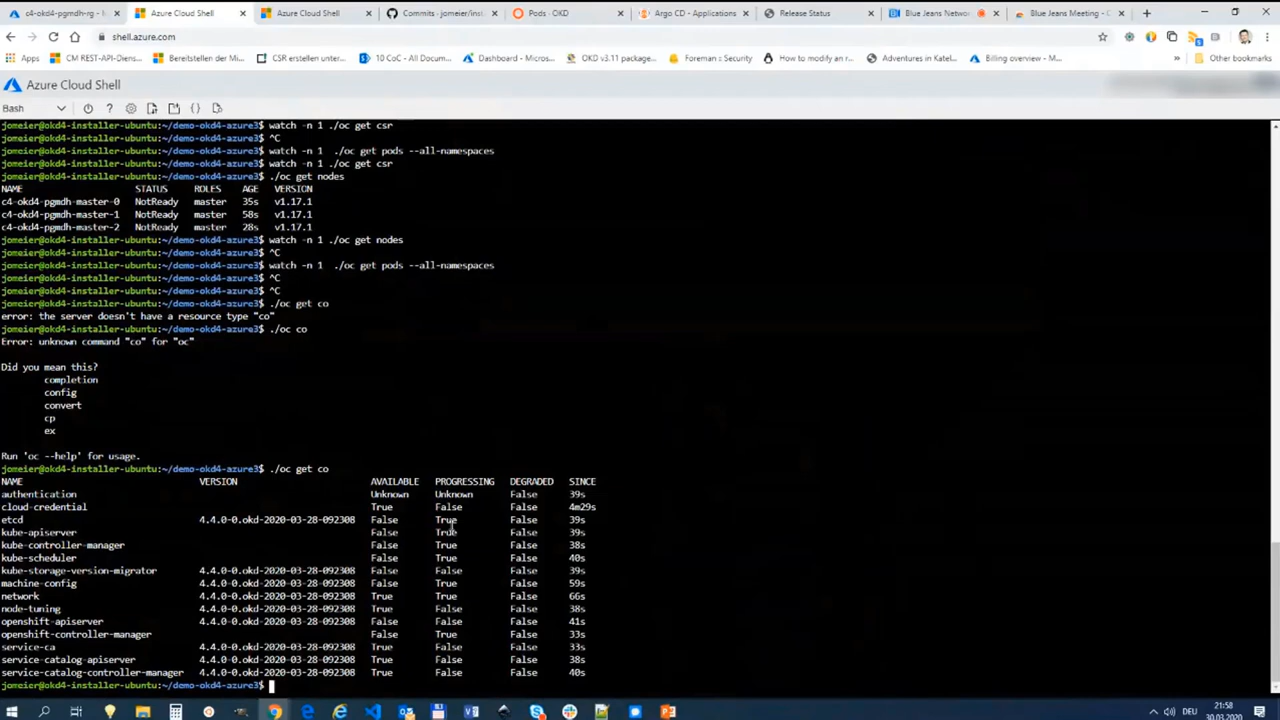 c4-okd4-pgmdh-rg - M
Azure Cloud Shell
Azure Cloud Shell
Commits · jomeier/inst
Pods · OKD
Argo CD - Applications
Release Status
Blue Jeans Netwo
Blue Jeans Meeting - C
shell.azure.com
Apps
CM REST-API-Diens...
Bereitstellen der Mi...
CSR erstellen unter...
10 CoC - All Docum...
Dashboard - Micros...
OKD v3.11 package...
Foreman :: Security
How to modify an r...
Adventures in Katel...
Billing overview - M...
»
Other bookmarks
Azure Cloud Shell
Bash
jomeier@okd4-installer-ubuntu:~/demo-okd4-azure3$ watch -n 1 ./oc get csr
jomeier@okd4-installer-ubuntu:~/demo-okd4-azure3$ ^C
jomeier@okd4-installer-ubuntu:~/demo-okd4-azure3$ watch -n 1  ./oc get pods --all-namespaces
jomeier@okd4-installer-ubuntu:~/demo-okd4-azure3$ watch -n 1 ./oc get csr
jomeier@okd4-installer-ubuntu:~/demo-okd4-azure3$ ./oc get nodes
NAME STATUS ROLES AGE VERSION
c4-okd4-pgmdh-master-0 NotReady master 35s v1.17.1
c4-okd4-pgmdh-master-1 NotReady master 58s v1.17.1
c4-okd4-pgmdh-master-2 NotReady master 28s v1.17.1
jomeier@okd4-installer-ubuntu:~/demo-okd4-azure3$ watch -n 1 ./oc get nodes
jomeier@okd4-installer-ubuntu:~/demo-okd4-azure3$ ^C
jomeier@okd4-installer-ubuntu:~/demo-okd4-azure3$ watch -n 1  ./oc get pods --all-namespaces
jomeier@okd4-installer-ubuntu:~/demo-okd4-azure3$ ^C
jomeier@okd4-installer-ubuntu:~/demo-okd4-azure3$ ^C
jomeier@okd4-installer-ubuntu:~/demo-okd4-azure3$ ./oc get co
error: the server doesn't have a resource type "co"
jomeier@okd4-installer-ubuntu:~/demo-okd4-azure3$ ./oc co
Error: unknown command "co" for "oc"
Did you mean this?
completion
config
convert
cp
ex
Run 'oc --help' for usage.
jomeier@okd4-installer-ubuntu:~/demo-okd4-azure3$ ./oc get co
NAME VERSION AVAILABLE PROGRESSING DEGRADED SINCE
authentication Unknown Unknown False 39s
cloud-credential True False False 4m29s
etcd 4.4.0-0.okd-2020-03-28-092308 False True False 39s
kube-apiserver False True False 39s
kube-controller-manager False True False 38s
kube-scheduler False True False 40s
kube-storage-version-migrator 4.4.0-0.okd-2020-03-28-092308 False False False 39s
machine-config 4.4.0-0.okd-2020-03-28-092308 False True False 59s
network 4.4.0-0.okd-2020-03-28-092308 True True False 66s
node-tuning 4.4.0-0.okd-2020-03-28-092308 True False False 38s
openshift-apiserver 4.4.0-0.okd-2020-03-28-092308 False False False 41s
openshift-controller-manager False True False 33s
service-ca 4.4.0-0.okd-2020-03-28-092308 True False False 33s
service-catalog-apiserver 4.4.0-0.okd-2020-03-28-092308 True False False 38s
service-catalog-controller-manager 4.4.0-0.okd-2020-03-28-092308 True False False 40s
jomeier@okd4-installer-ubuntu:~/demo-okd4-azure3$
DEU
21:58
30.03.2020